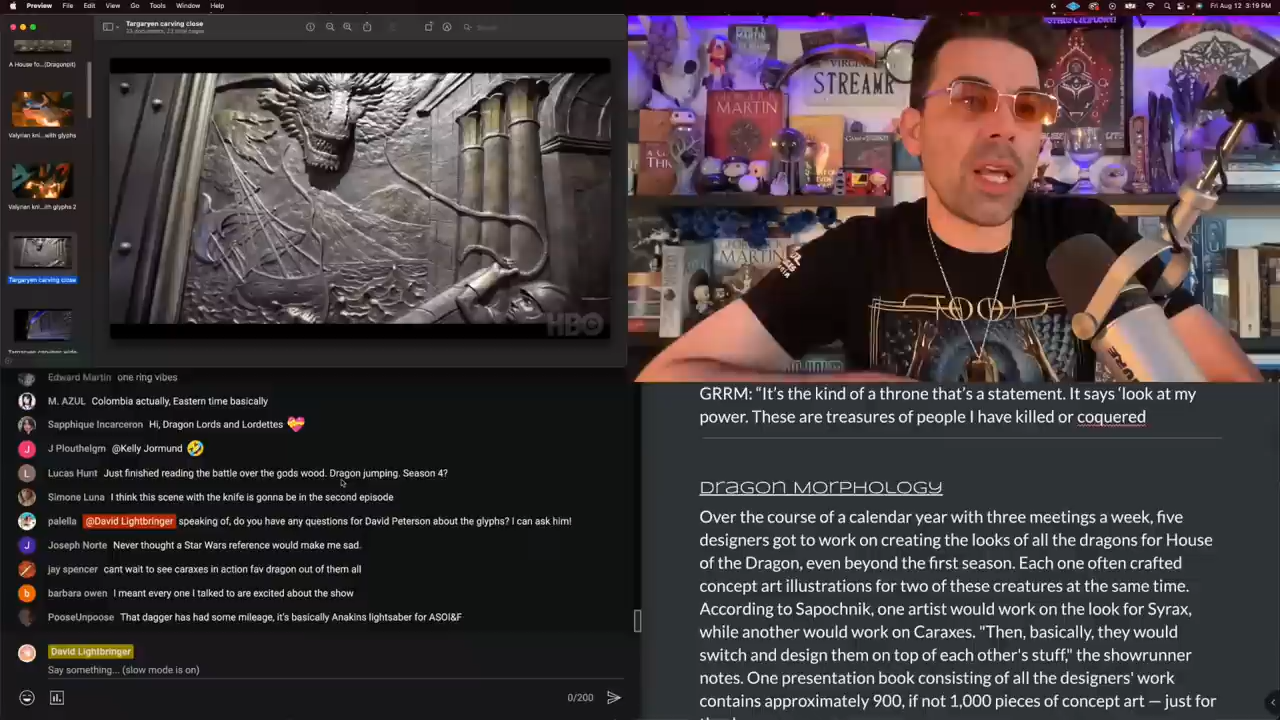 Preview File Edit View Go Tools Window Help
Fri Aug 12 3:19 PM
Targaryen carving close
A House fo...(Dragonpit)
Valyrian kni...with glyphs
Valyrian kni...ith glyphs 2
Targaryen carving close
HBO
STREAMR
MARTIN
TOOL
SHURE
Edward Martin one ring vibes
M. AZUL Colombia actually, Eastern time basically
Sapphique Incarceron Hi, Dragon Lords and Lordettes 💝
J Plouthelgm @Kelly Jormund 🤣
Lucas Hunt Just finished reading the battle over the gods wood. Dragon jumping. Season 4?
Simone Luna I think this scene with the knife is gonna be in the second episode
palella @David Lightbringer speaking of, do you have any questions for David Peterson about the glyphs? I can ask him!
Joseph Norte Never thought a Star Wars reference would make me sad.
jay spencer cant wait to see caraxes in action fav dragon out of them all
barbara owen I meant every one I talked to are excited about the show
PooseUnpoose That dagger has had some mileage, it's basically Anakins lightsaber for ASOI&F
David Lightbringer
Say something... (slow mode is on)
0/200
GRRM: “It’s the kind of a throne that’s a statement. It says ‘look at my
power. These are treasures of people I have killed or coquered
Dragon Morphology
Over the course of a calendar year with three meetings a week, five
designers got to work on creating the looks of all the dragons for House
of the Dragon, even beyond the first season. Each one often crafted
concept art illustrations for two of these creatures at the same time.
According to Sapochnik, one artist would work on the look for Syrax,
while another would work on Caraxes. "Then, basically, they would
switch and design them on top of each other's stuff," the showrunner
notes. One presentation book consisting of all the designers' work
contains approximately 900, if not 1,000 pieces of concept art — just for